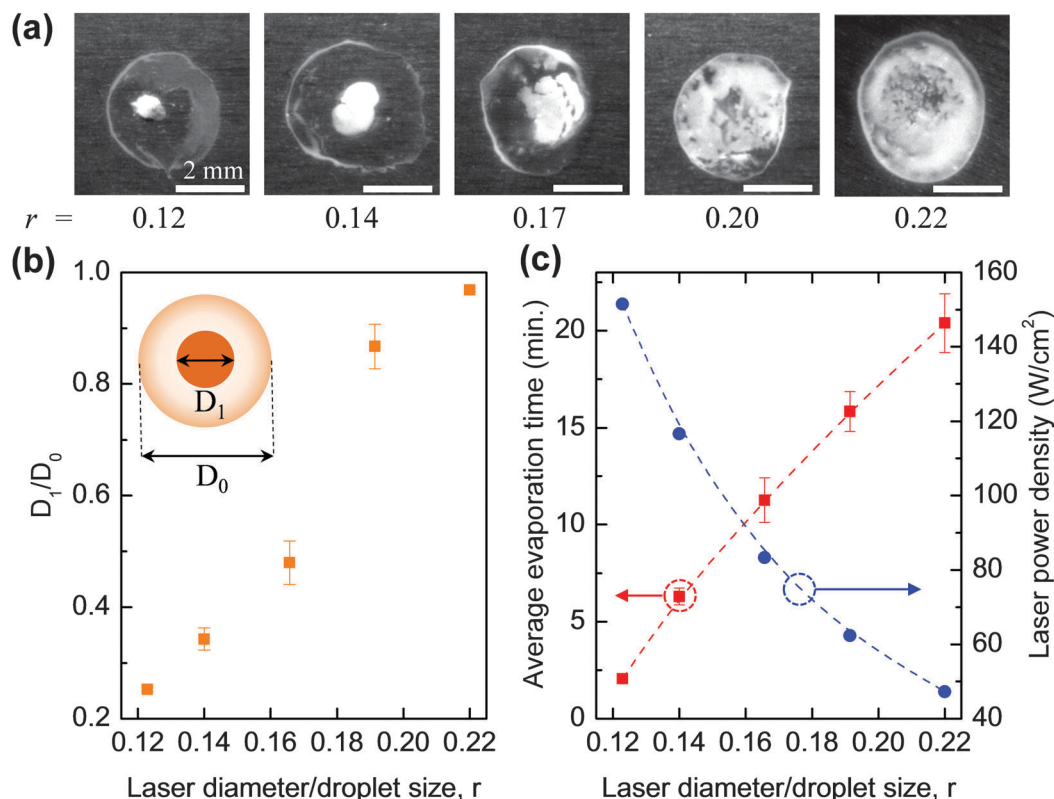 (a)
2 mm
r = 0.12 0.14 0.17 0.20 0.22
(b)
1.0
0.8
0.6
0.4
0.2
D₁/D₀
D₁
D₀
0.12 0.14 0.16 0.18 0.20 0.22
Laser diameter/droplet size, r
(c)
20
15
10
5
0
Average evaporation time (min.)
160
140
120
100
80
60
40
Laser power density (W/cm²)
0.12 0.14 0.16 0.18 0.20 0.22
Laser diameter/droplet size, r